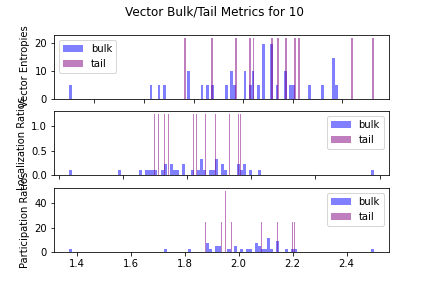 Vector Bulk/Tail Metrics for 10
Vector Entropies
20
10
0
bulk
tail
Localization Ratios
1.0
0.5
0.0
bulk
tail
Participation Ratios
40
20
0
bulk
tail
1.4 1.6 1.8 2.0 2.2 2.4